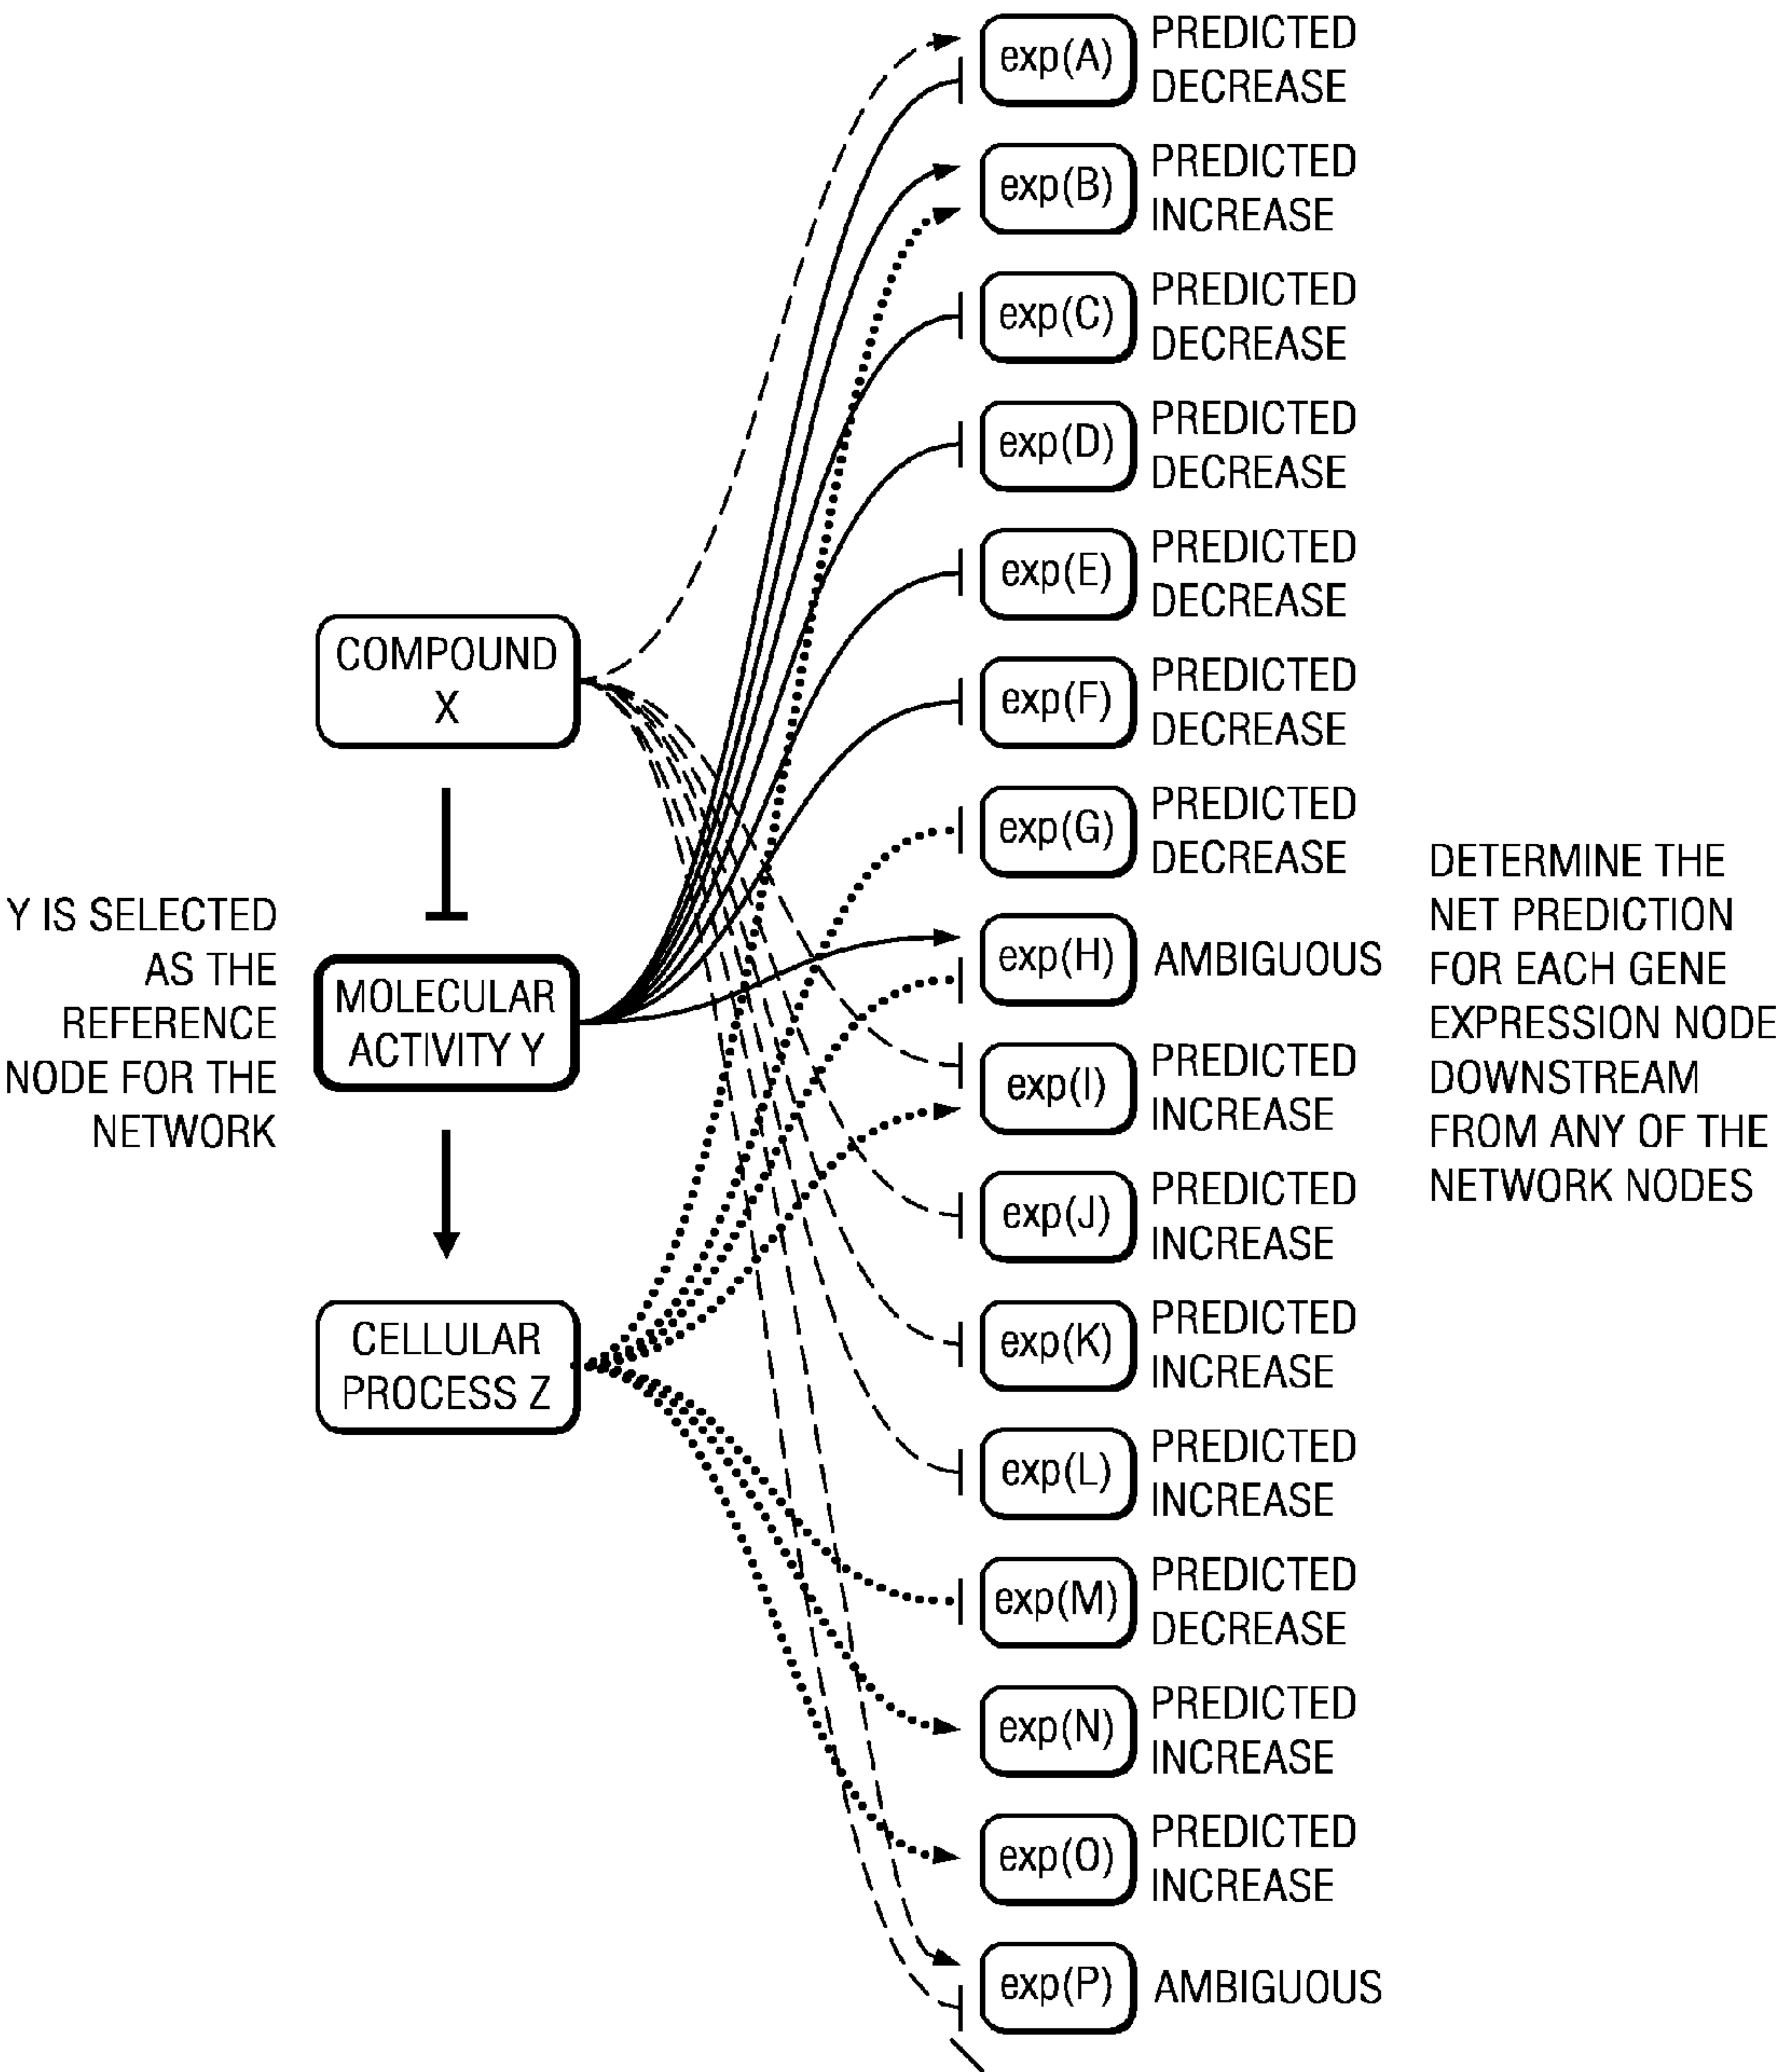 exp(A)
PREDICTED
DECREASE
exp(B)
PREDICTED
INCREASE
exp(C)
PREDICTED
DECREASE
exp(D)
PREDICTED
DECREASE
exp(E)
PREDICTED
DECREASE
COMPOUND
X
exp(F)
PREDICTED
DECREASE
exp(G)
PREDICTED
DECREASE
Y IS SELECTED
AS THE
REFERENCE
NODE FOR THE
NETWORK
MOLECULAR
ACTIVITY Y
exp(H)
AMBIGUOUS
DETERMINE THE
NET PREDICTION
FOR EACH GENE
EXPRESSION NODE
DOWNSTREAM
FROM ANY OF THE
NETWORK NODES
exp(I)
PREDICTED
INCREASE
exp(J)
PREDICTED
INCREASE
CELLULAR
PROCESS Z
exp(K)
PREDICTED
INCREASE
exp(L)
PREDICTED
INCREASE
exp(M)
PREDICTED
DECREASE
exp(N)
PREDICTED
INCREASE
exp(O)
PREDICTED
INCREASE
exp(P)
AMBIGUOUS